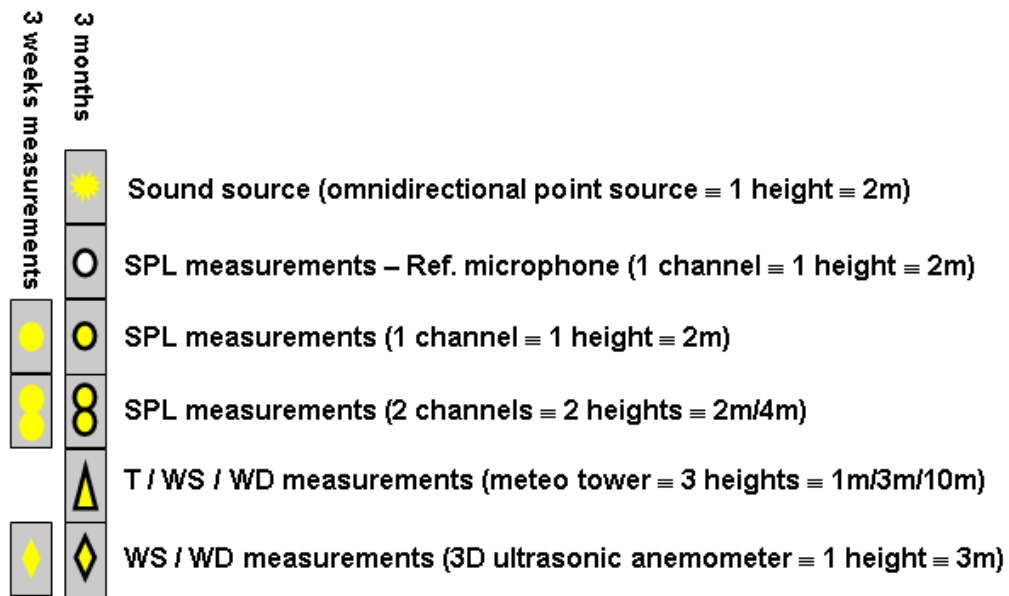 3 weeks measurements
3 months
Sound source (omnidirectional point source ≡ 1 height ≡ 2m)
SPL measurements – Ref. microphone (1 channel ≡ 1 height ≡ 2m)
SPL measurements (1 channel ≡ 1 height ≡ 2m)
SPL measurements (2 channels ≡ 2 heights ≡ 2m/4m)
T / WS / WD measurements (meteo tower ≡ 3 heights ≡ 1m/3m/10m)
WS / WD measurements (3D ultrasonic anemometer ≡ 1 height ≡ 3m)